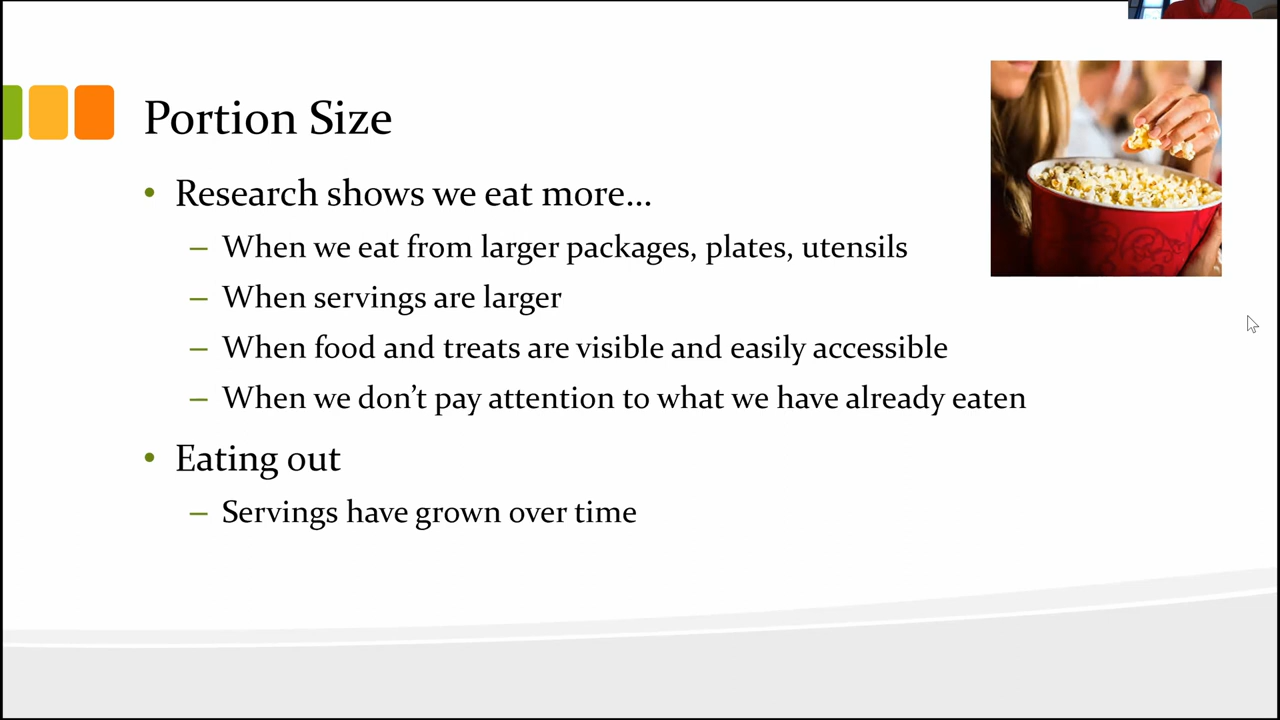 Portion Size
• Research shows we eat more...
– When we eat from larger packages, plates, utensils
– When servings are larger
– When food and treats are visible and easily accessible
– When we don’t pay attention to what we have already eaten
• Eating out
– Servings have grown over time